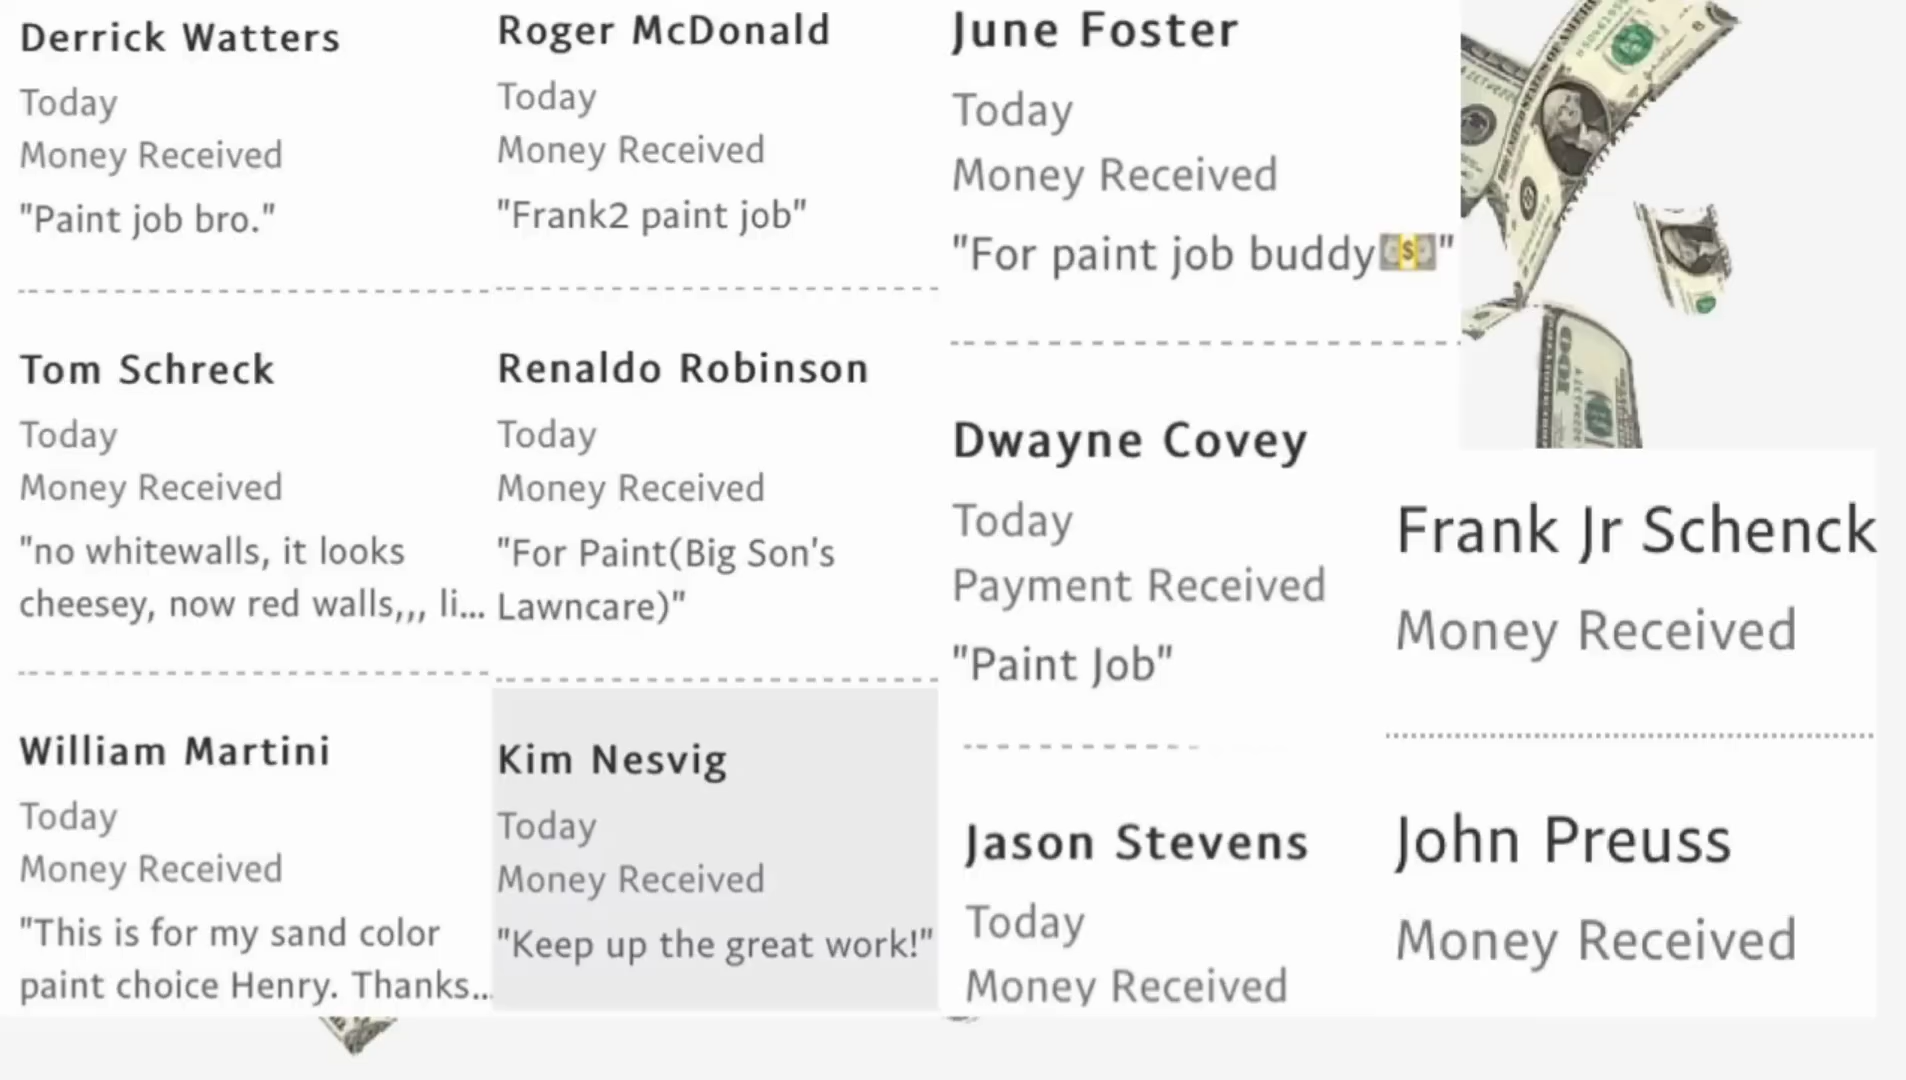 Derrick Watters
Today
Money Received
"Paint job bro."
Tom Schreck
Today
Money Received
"no whitewalls, it looks
cheesey, now red walls,,, li...
William Martini
Today
Money Received
"This is for my sand color
paint choice Henry. Thanks...
Roger McDonald
Today
Money Received
"Frank2 paint job"
Renaldo Robinson
Today
Money Received
"For Paint(Big Son's
Lawncare)"
Kim Nesvig
Today
Money Received
"Keep up the great work!"
June Foster
Today
Money Received
"For paint job buddy💵"
Dwayne Covey
Today
Payment Received
"Paint Job"
Jason Stevens
Today
Money Received
Frank Jr Schenck
Money Received
John Preuss
Money Received